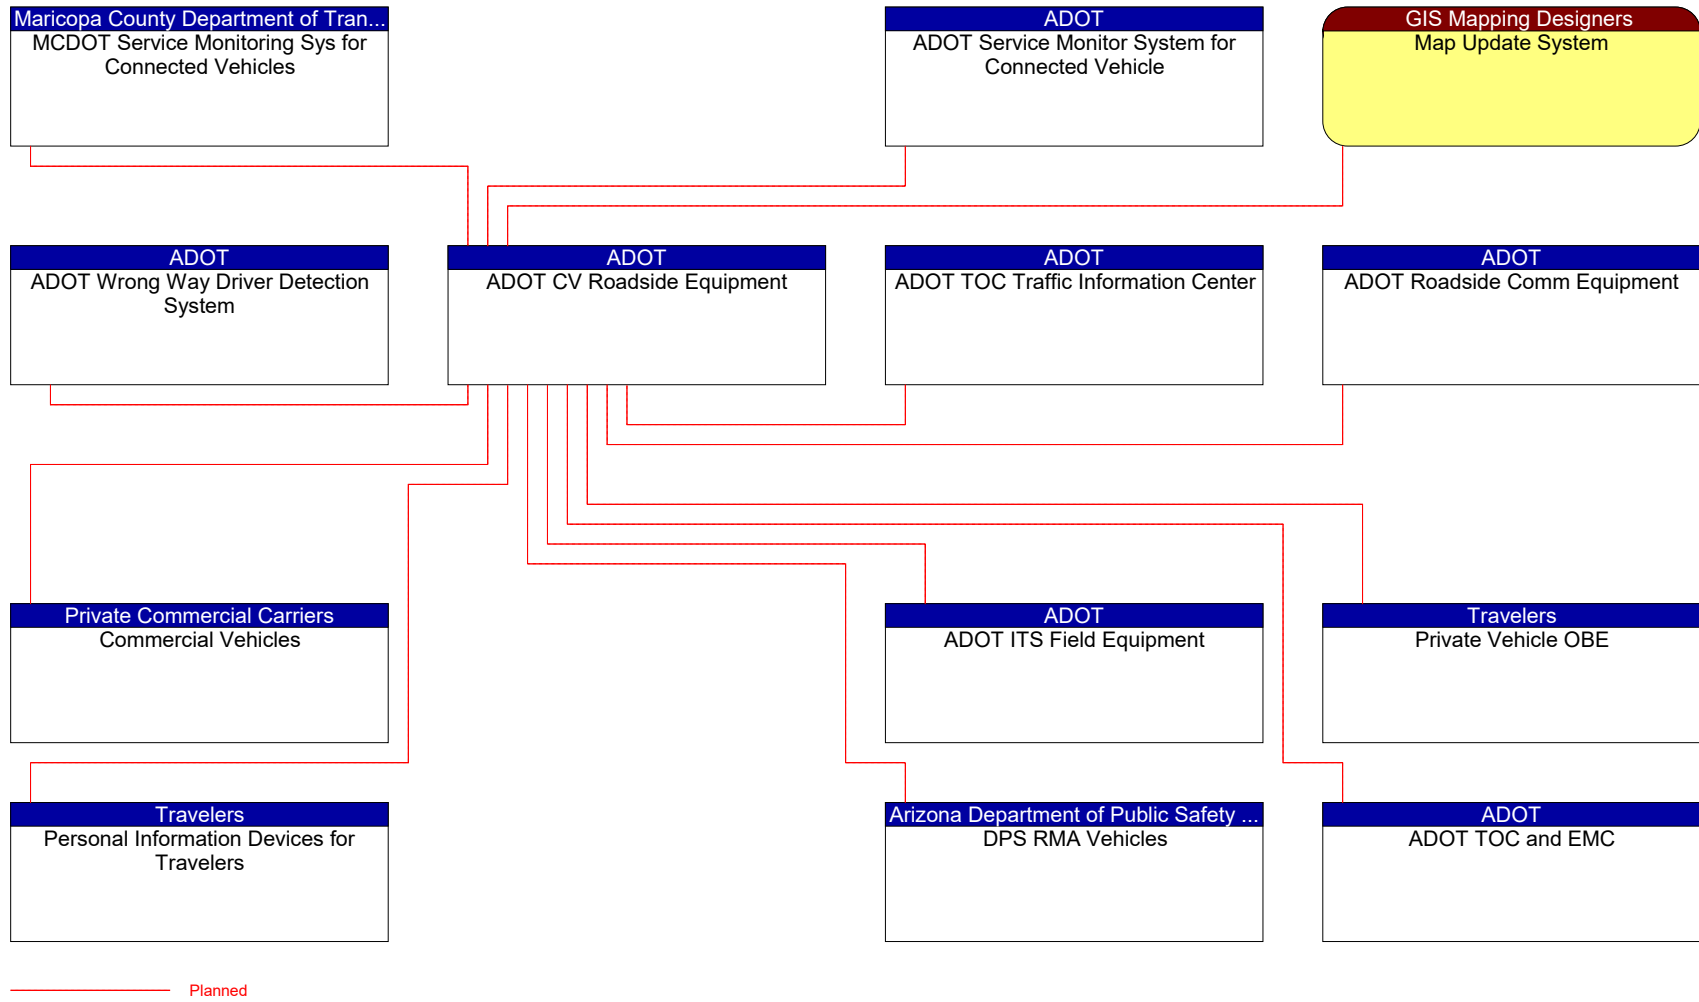 Maricopa County Department of Tran...
MCDOT Service Monitoring Sys for
Connected Vehicles
ADOT
ADOT Service Monitor System for
Connected Vehicle
GIS Mapping Designers
Map Update System
ADOT
ADOT Wrong Way Driver Detection
System
ADOT
ADOT CV Roadside Equipment
ADOT
ADOT TOC Traffic Information Center
ADOT
ADOT Roadside Comm Equipment
Private Commercial Carriers
Commercial Vehicles
ADOT
ADOT ITS Field Equipment
Travelers
Private Vehicle OBE
Travelers
Personal Information Devices for
Travelers
Arizona Department of Public Safety ...
DPS RMA Vehicles
ADOT
ADOT TOC and EMC
Planned